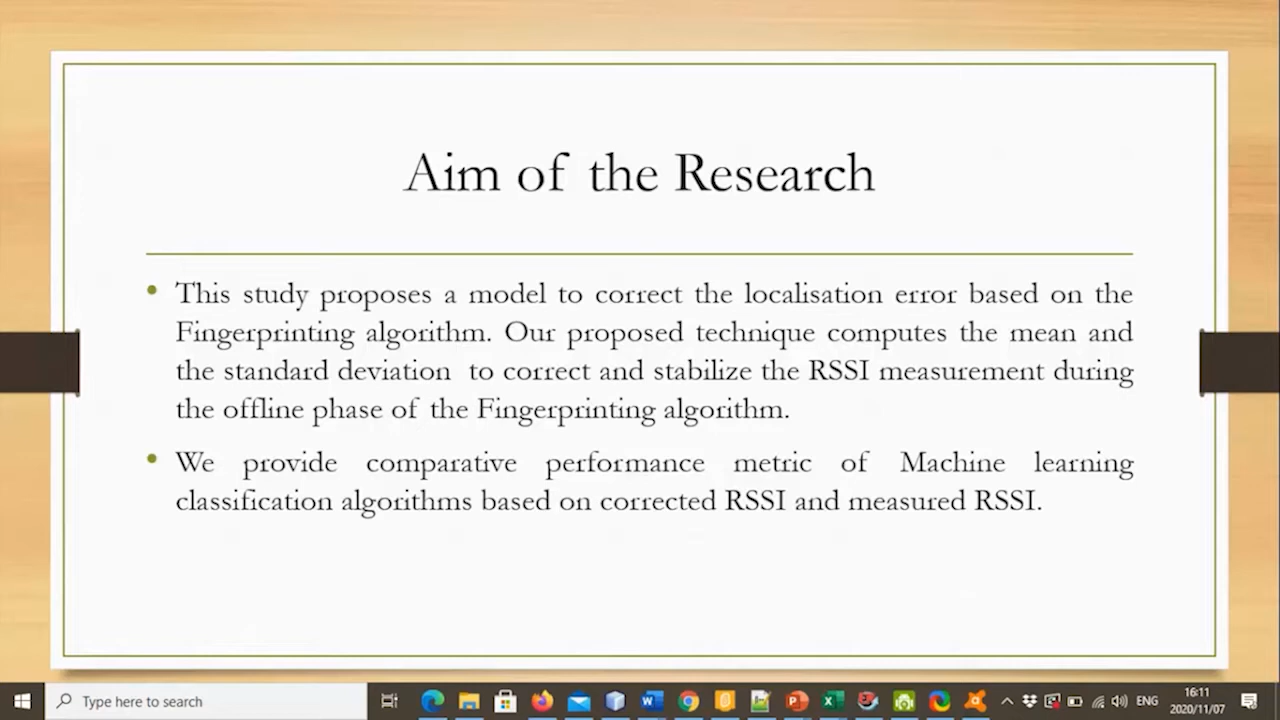 Aim of the Research
• This study proposes a model to correct the localisation error based on the
Fingerprinting algorithm. Our proposed technique computes the mean and
the standard deviation to correct and stabilize the RSSI measurement during
the offline phase of the Fingerprinting algorithm.
• We provide comparative performance metric of Machine learning
classification algorithms based on corrected RSSI and measured RSSI.
Type here to search
ENG
16:11
2020/11/07